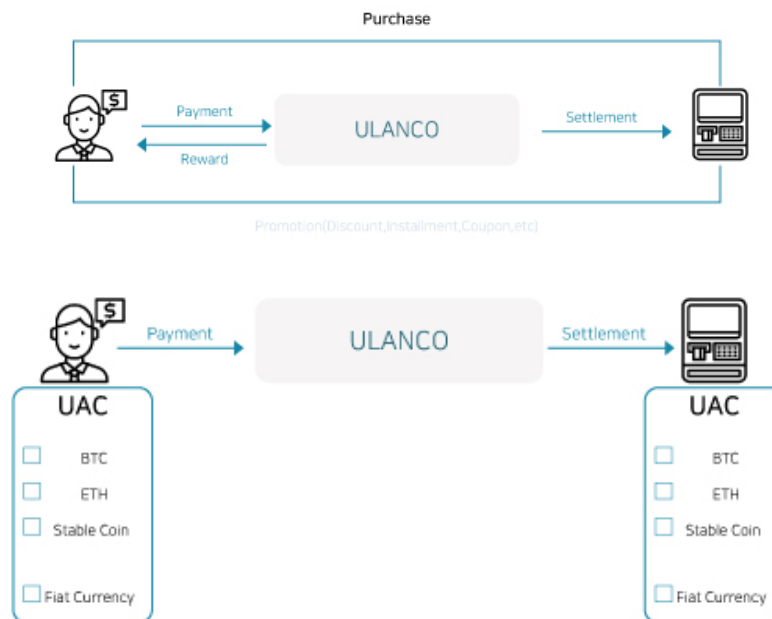 Purchase
$
Payment
ULANCO
Settlement
Reward
Promotion(Discount,Installment,Coupon,etc)
$
Payment
ULANCO
Settlement
UAC
BTC
ETH
Stable Coin
Fiat Currency
UAC
BTC
ETH
Stable Coin
Fiat Currency